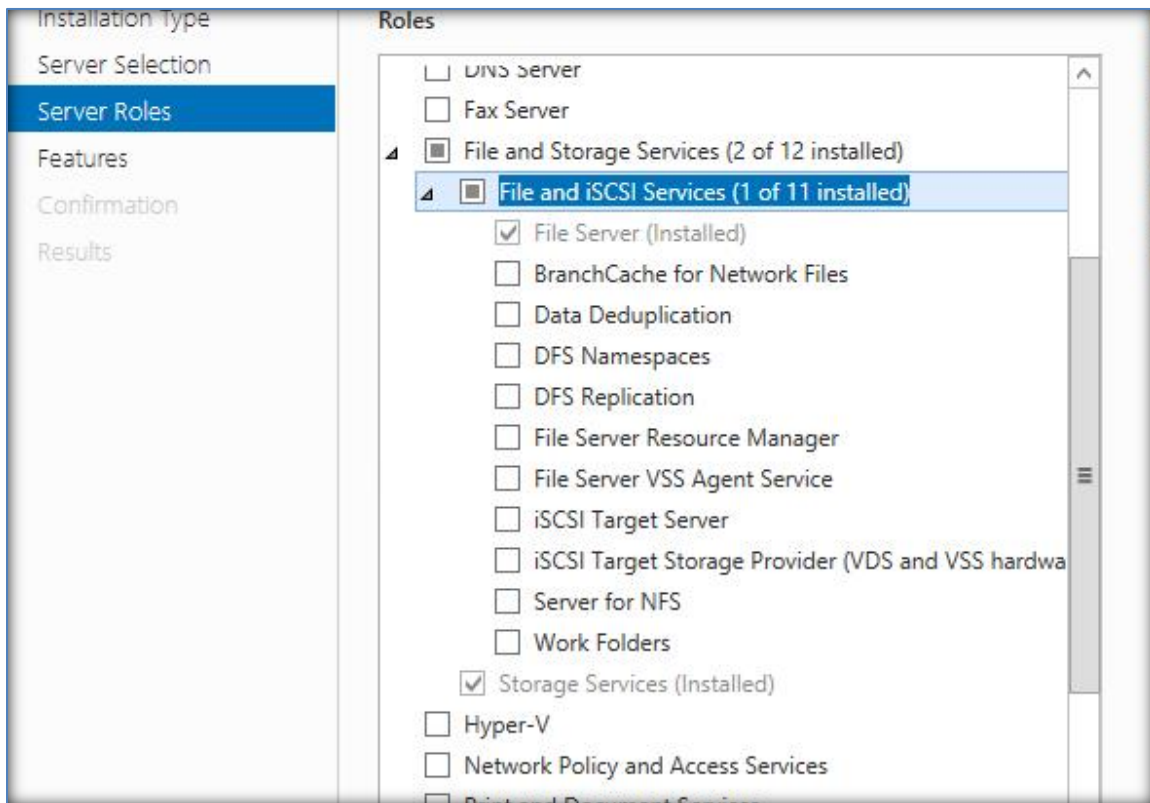 Installation Type
Server Selection
Server Roles
Features
Confirmation
Results
Roles
DNS Server
Fax Server
File and Storage Services (2 of 12 installed)
File and iSCSI Services (1 of 11 installed)
File Server (Installed)
BranchCache for Network Files
Data Deduplication
DFS Namespaces
DFS Replication
File Server Resource Manager
File Server VSS Agent Service
iSCSI Target Server
iSCSI Target Storage Provider (VDS and VSS hardwa
Server for NFS
Work Folders
Storage Services (Installed)
Hyper-V
Network Policy and Access Services
Print and Document Services